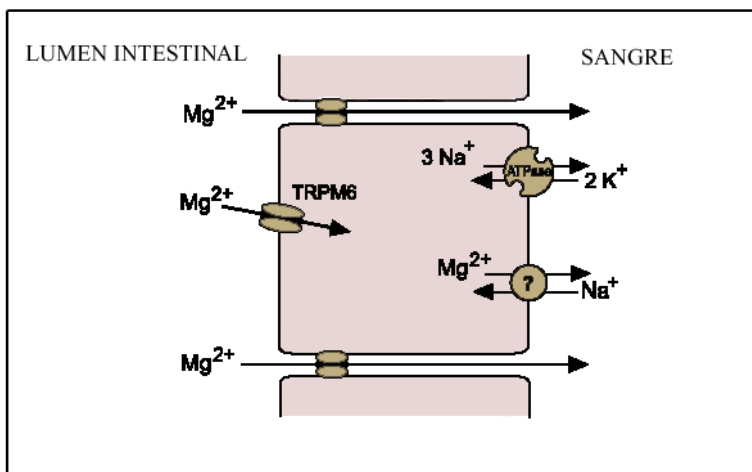 LUMEN INTESTINAL
SANGRE
Mg2+
3 Na+
ATPase
2 K+
TRPM6
Mg2+
Mg2+
?
Na+
Mg2+